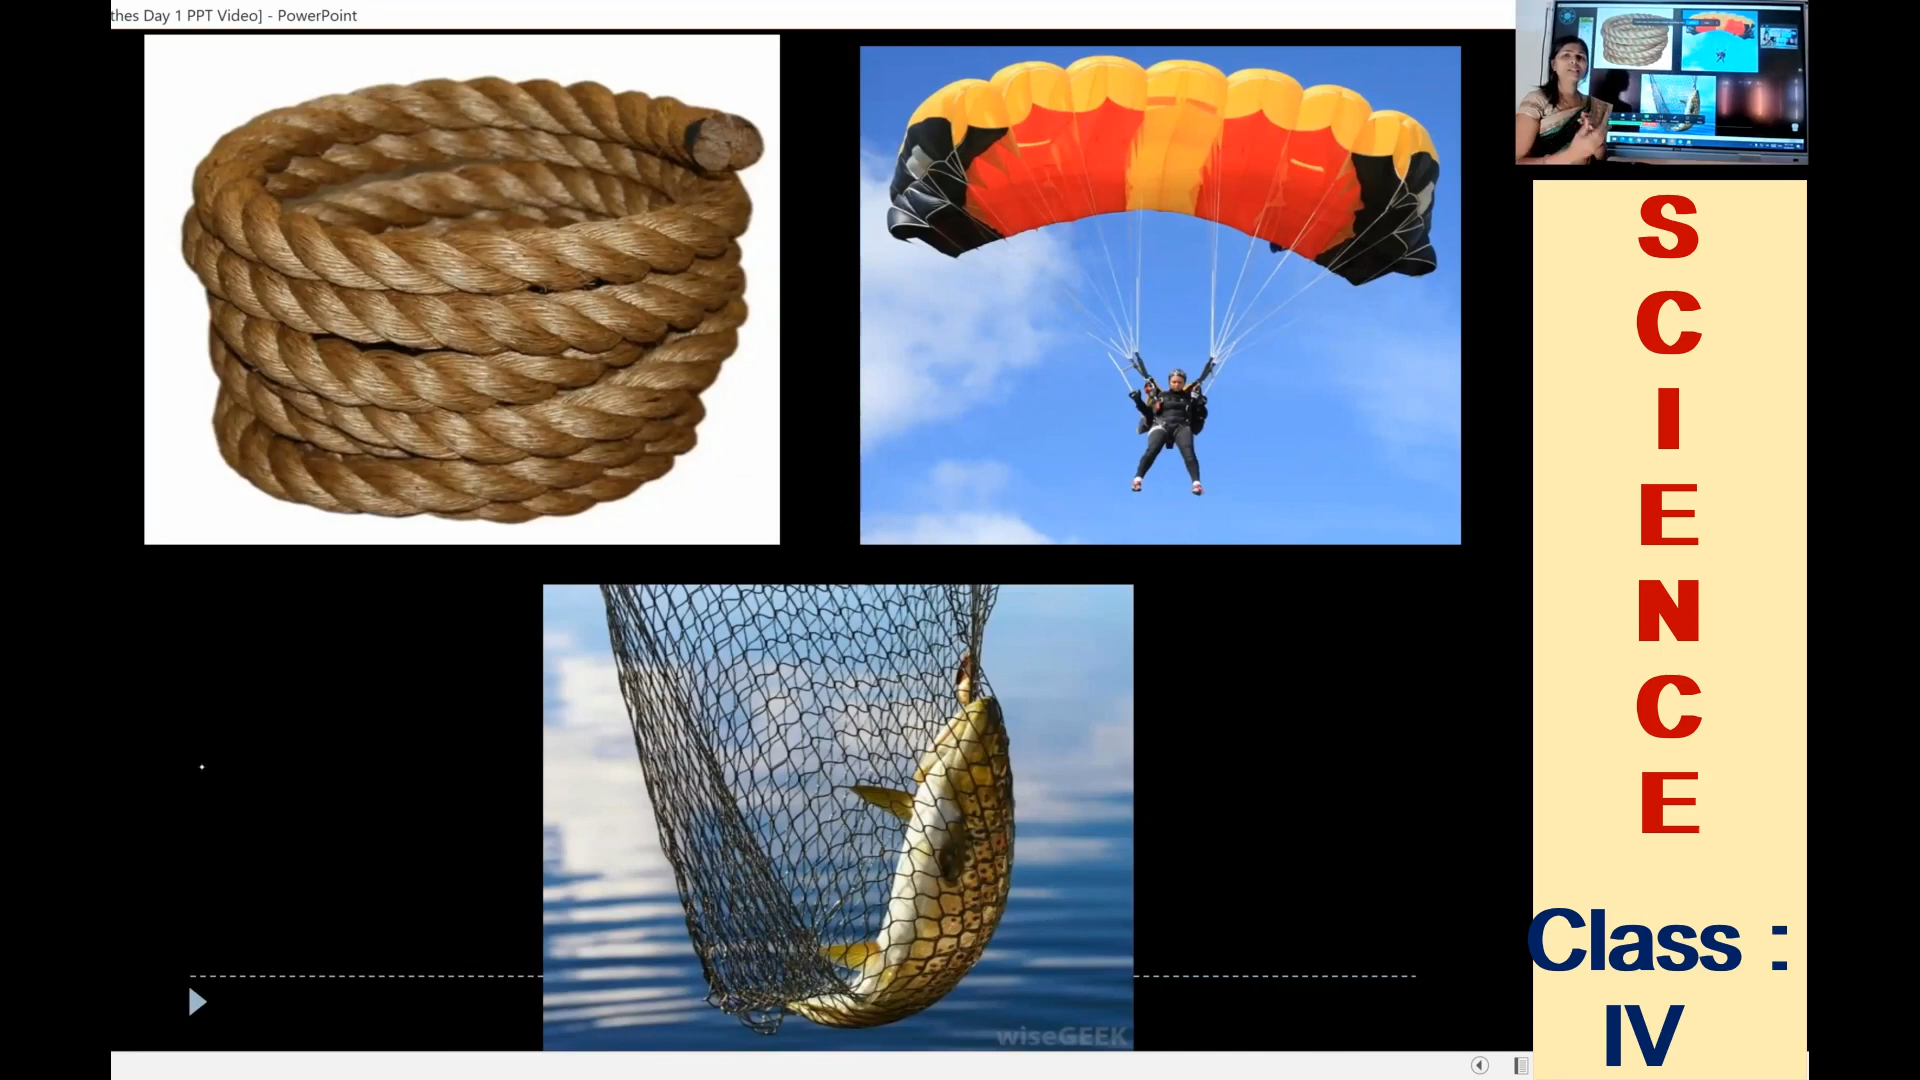 thes Day 1 PPT Video] - PowerPoint
S
C
I
E
N
C
E
Class :
IV
wiseGEEK